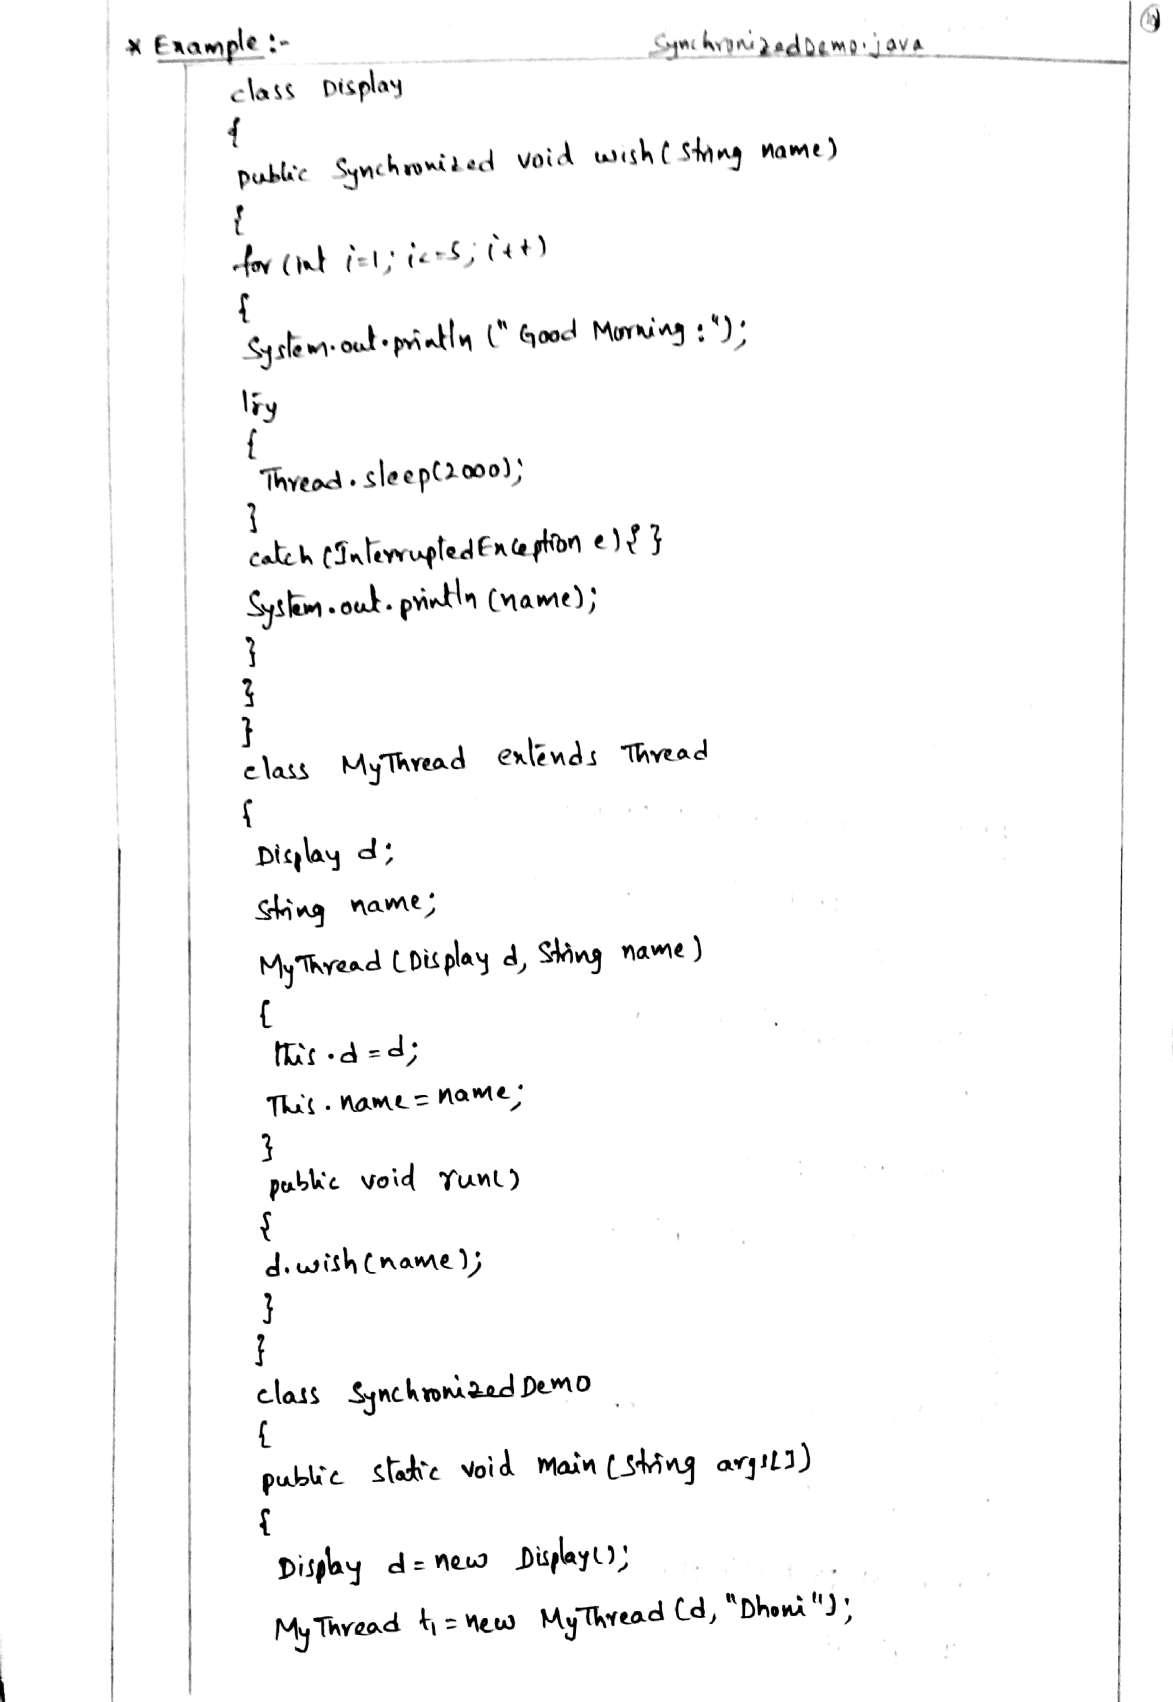 * Example :-
SynchronizedDemo.java
class Display
{
public Synchronized void wish(String name)
{
for(int i=1; i<=5; i++)
{
System.out.println("Good Morning:");
try
{
Thread.sleep(2000);
}
catch(InterruptedException e){}
System.out.println(name);
}
}
}
class MyThread extends Thread
{
Display d;
String name;
MyThread(Display d, String name)
{
this.d=d;
This.name=name;
}
public void run()
{
d.wish(name);
}
}
class SynchronizedDemo
{
public static void main(String args[])
{
Display d=new Display();
MyThread t1=new MyThread(d,"Dhoni");